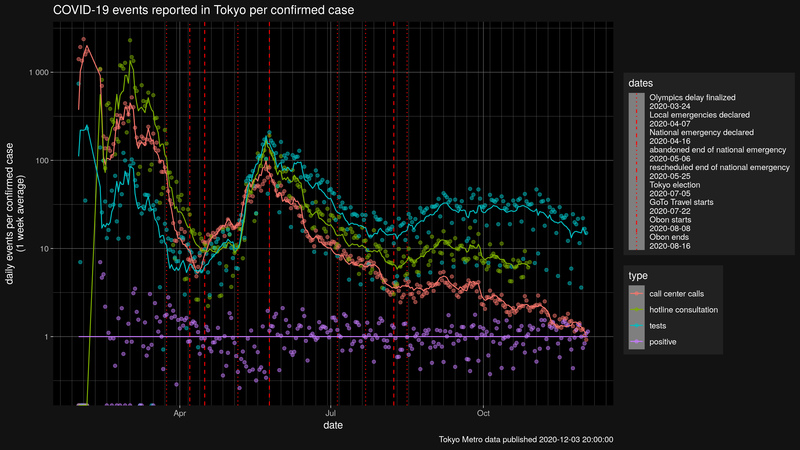 COVID-19 events reported in Tokyo per confirmed case
daily events per confirmed case
(1 week average)
1 000
100
10
1
Apr
Jul
Oct
date
dates
Olympics delay finalized
2020-03-24
Local emergencies declared
2020-04-07
National emergency declared
2020-04-16
abandoned end of national emergency
2020-05-06
rescheduled end of national emergency
2020-05-25
Tokyo election
2020-07-05
GoTo Travel starts
2020-07-22
Obon starts
2020-08-08
Obon ends
2020-08-16
type
call center calls
hotline consultation
tests
positive
Tokyo Metro data published 2020-12-03 20:00:00